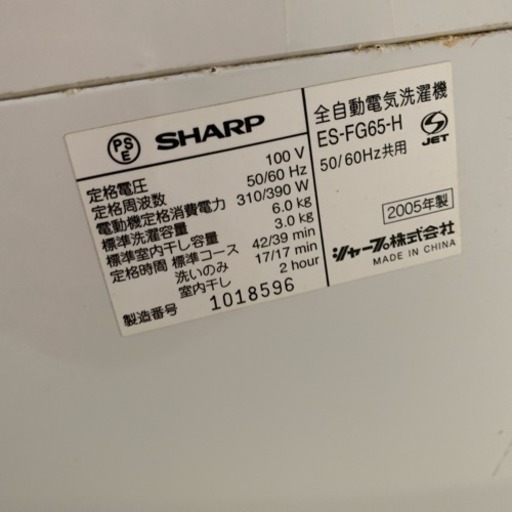 PSE SHARP
定格電圧 100 V
定格周波数 50/60 Hz
電動機定格消費電力 310/390 W
標準洗濯容量 6.0 kg
標準室内干し容量 3.0 kg
定格時間 標準コース 42/39 min
洗いのみ 17/17 min
室内干し 2 hour
製造番号 1018596
全自動電気洗濯機
ES-FG65-H
JET
50/60Hz共用
2005年製
シャープ株式会社
MADE IN CHINA